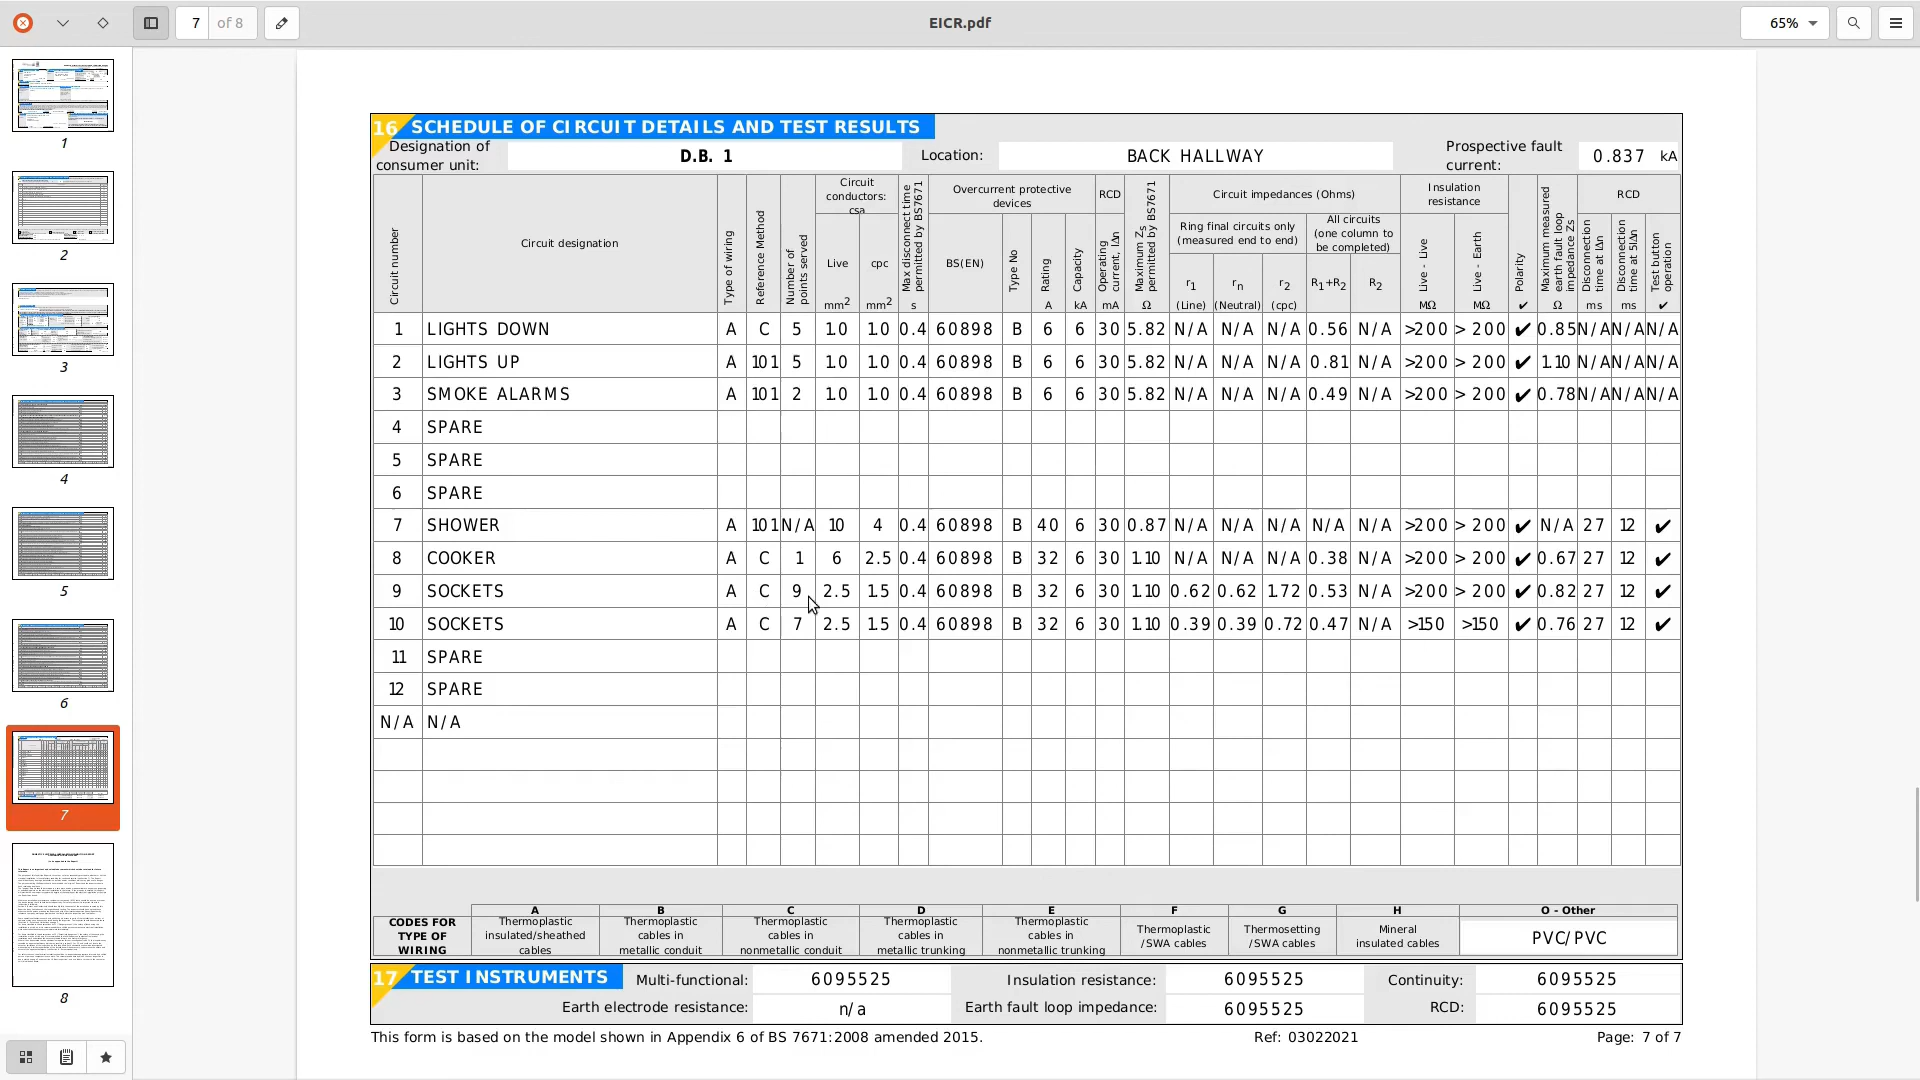 7 of 8
EICR.pdf
65%
1
2
3
4
5
6
7
8
16 SCHEDULE OF CIRCUIT DETAILS AND TEST RESULTS
Designation of consumer unit: D.B. 1 Location: BACK HALLWAY Prospective fault current: 0.837 kA
Circuit number
Circuit designation
Type of wiring
Reference Method
Number of points served
Circuit conductors: csa
Live mm2
cpc mm2
Max disconnect time permitted by BS7671 s
Overcurrent protective devices
BS(EN)
Type No
Rating A
Capacity kA
RCD
Operating current, IΔn mA
Maximum ZS permitted by BS7671 Ω
Circuit impedances (Ohms)
Ring final circuits only (measured end to end)
r1 (Line)
rn (Neutral)
r2 (cpc)
All circuits (one column to be completed)
R1+R2
R2
Insulation resistance
Live - Live MΩ
Live - Earth MΩ
Polarity ✔
Maximum measured earth fault loop impedance Zs Ω
RCD
Disconnection time at IΔn ms
Disconnection time at 5IΔn ms
Test button operation ✔
1 LIGHTS DOWN A C 5 1.0 1.0 0.4 60898 B 6 6 30 5.82 N/A N/A N/A 0.56 N/A >200 > 200 ✔ 0.85 N/A N/A N/A
2 LIGHTS UP A 101 5 1.0 1.0 0.4 60898 B 6 6 30 5.82 N/A N/A N/A 0.81 N/A >200 > 200 ✔ 1.10 N/A N/A N/A
3 SMOKE ALARMS A 101 2 1.0 1.0 0.4 60898 B 6 6 30 5.82 N/A N/A N/A 0.49 N/A >200 > 200 ✔ 0.78 N/A N/A N/A
4 SPARE
5 SPARE
6 SPARE
7 SHOWER A 101 N/A 10 4 0.4 60898 B 40 6 30 0.87 N/A N/A N/A N/A N/A >200 > 200 ✔ N/A 27 12 ✔
8 COOKER A C 1 6 2.5 0.4 60898 B 32 6 30 1.10 N/A N/A N/A 0.38 N/A >200 > 200 ✔ 0.67 27 12 ✔
9 SOCKETS A C 9 2.5 1.5 0.4 60898 B 32 6 30 1.10 0.62 0.62 1.72 0.53 N/A >200 > 200 ✔ 0.82 27 12 ✔
10 SOCKETS A C 7 2.5 1.5 0.4 60898 B 32 6 30 1.10 0.39 0.39 0.72 0.47 N/A >150 >150 ✔ 0.76 27 12 ✔
11 SPARE
12 SPARE
N/A N/A
CODES FOR TYPE OF WIRING
A Thermoplastic insulated/sheathed cables
B Thermoplastic cables in metallic conduit
C Thermoplastic cables in nonmetallic conduit
D Thermoplastic cables in metallic trunking
E Thermoplastic cables in nonmetallic trunking
F Thermoplastic /SWA cables
G Thermosetting /SWA cables
H Mineral insulated cables
O - Other PVC/PVC
17 TEST INSTRUMENTS Multi-functional: 6095525 Insulation resistance: 6095525 Continuity: 6095525
Earth electrode resistance: n/a Earth fault loop impedance: 6095525 RCD: 6095525
This form is based on the model shown in Appendix 6 of BS 7671:2008 amended 2015. Ref: 03022021 Page: 7 of 7